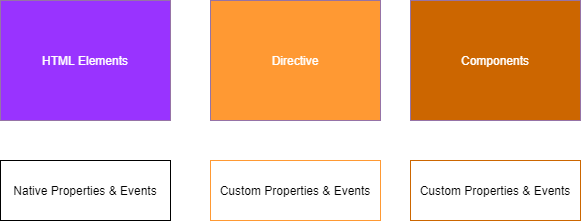 HTML Elements
Directive
Components
Native Properties & Events
Custom Properties & Events
Custom Properties & Events